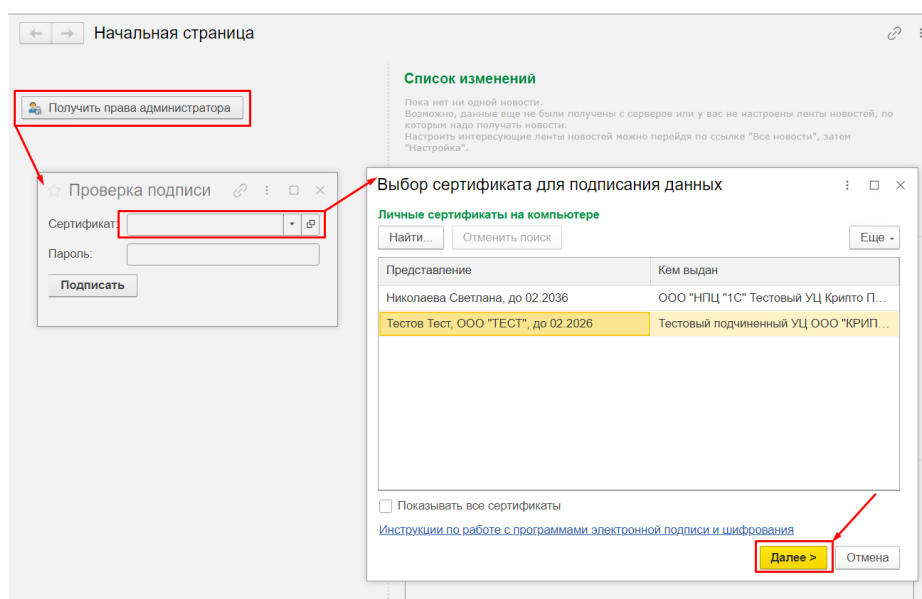 Начальная страница
Получить права администратора
Список изменений
Пока нет ни одной новости.
Возможно, данные еще не были получены с серверов или у вас не настроены ленты новостей, по
которым надо получать новости.
Настроить интересующие ленты новостей можно перейдя по ссылке "Все новости", затем
"Настройка".
Проверка подписи
Сертификат:
Пароль:
Подписать
Выбор сертификата для подписания данных
Личные сертификаты на компьютере
Найти...
Отменить поиск
Еще
Представление
Кем выдан
Николаева Светлана, до 02.2036
ООО "НПЦ "1С" Тестовый УЦ Крипто П...
Тестов Тест, ООО "ТЕСТ", до 02.2026
Тестовый подчиненный УЦ ООО "КРИП...
Показывать все сертификаты
Инструкции по работе с программами электронной подписи и шифрования
Далее >
Отмена